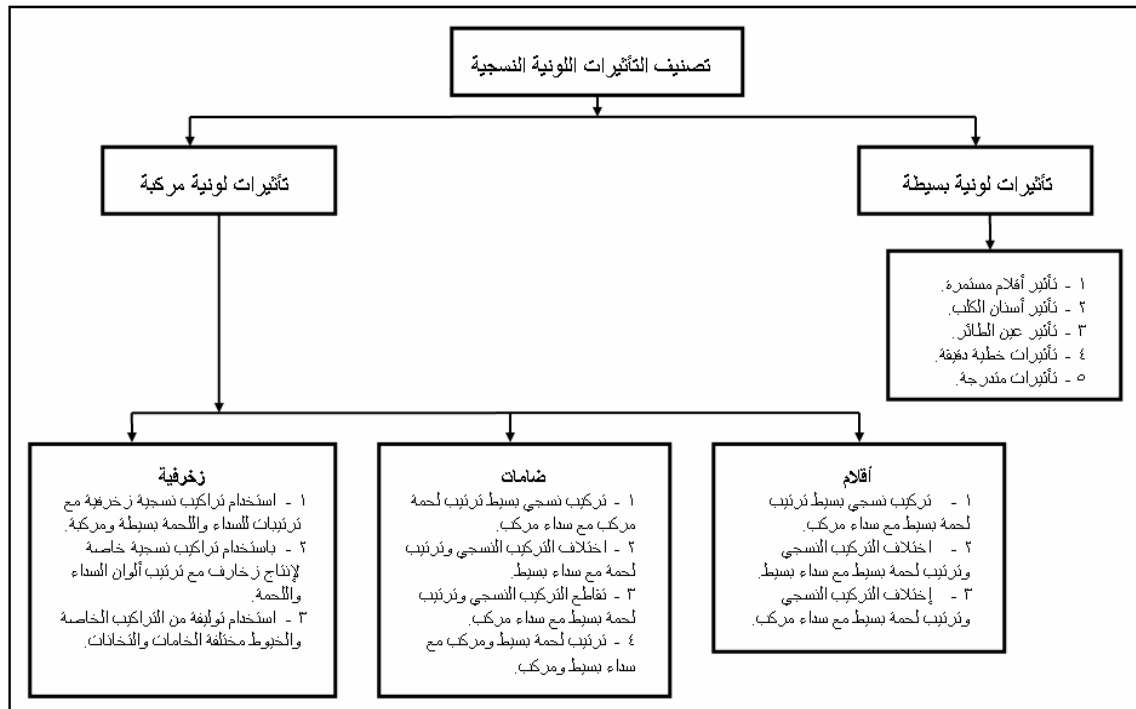 تصنيف التأثيرات اللونية النسجية
تأثيرات لونية بسيطة
تأثيرات لونية مركبة
١ - تأثير أقلام مستمرة.
٢ - تأثير أسنان الكلب.
٣ - تأثير عين الطائر.
٤ - تأثيرات خطية دقيقة.
٥ - تأثيرات متدرجة.
أقلام
١ - تركيب نسجي بسيط ترتيب
لحمة بسيط مع سداء مركب.
٢ - اختلاف التركيب النسجي
وترتيب لحمة بسيط مع سداء بسيط.
٣ - إختلاف التركيب النسجي
وترتيب لحمة بسيط مع سداء مركب.
ضامات
١ - تركيب نسجي بسيط ترتيب لحمة
مركب مع سداء مركب.
٢ - اختلاف التركيب النسجي وترتيب
لحمة مع سداء بسيط.
٣ - تقاطع التركيب النسجي وترتيب
لحمة بسيط مع سداء مركب.
٤ - ترتيب لحمة بسيط ومركب مع
سداء بسيط ومركب.
زخرفية
١ - استخدام تراكيب نسجية زخرفية مع
ترتيبات للسداء واللحمة بسيطة ومركبة.
٢ - باستخدام تراكيب نسجية خاصة
لإنتاج زخارف مع ترتيب ألوان السداء
واللحمة.
٣ - استخدام توليفة من التراكيب الخاصة
والخيوط مختلفة الخامات والتخانات.